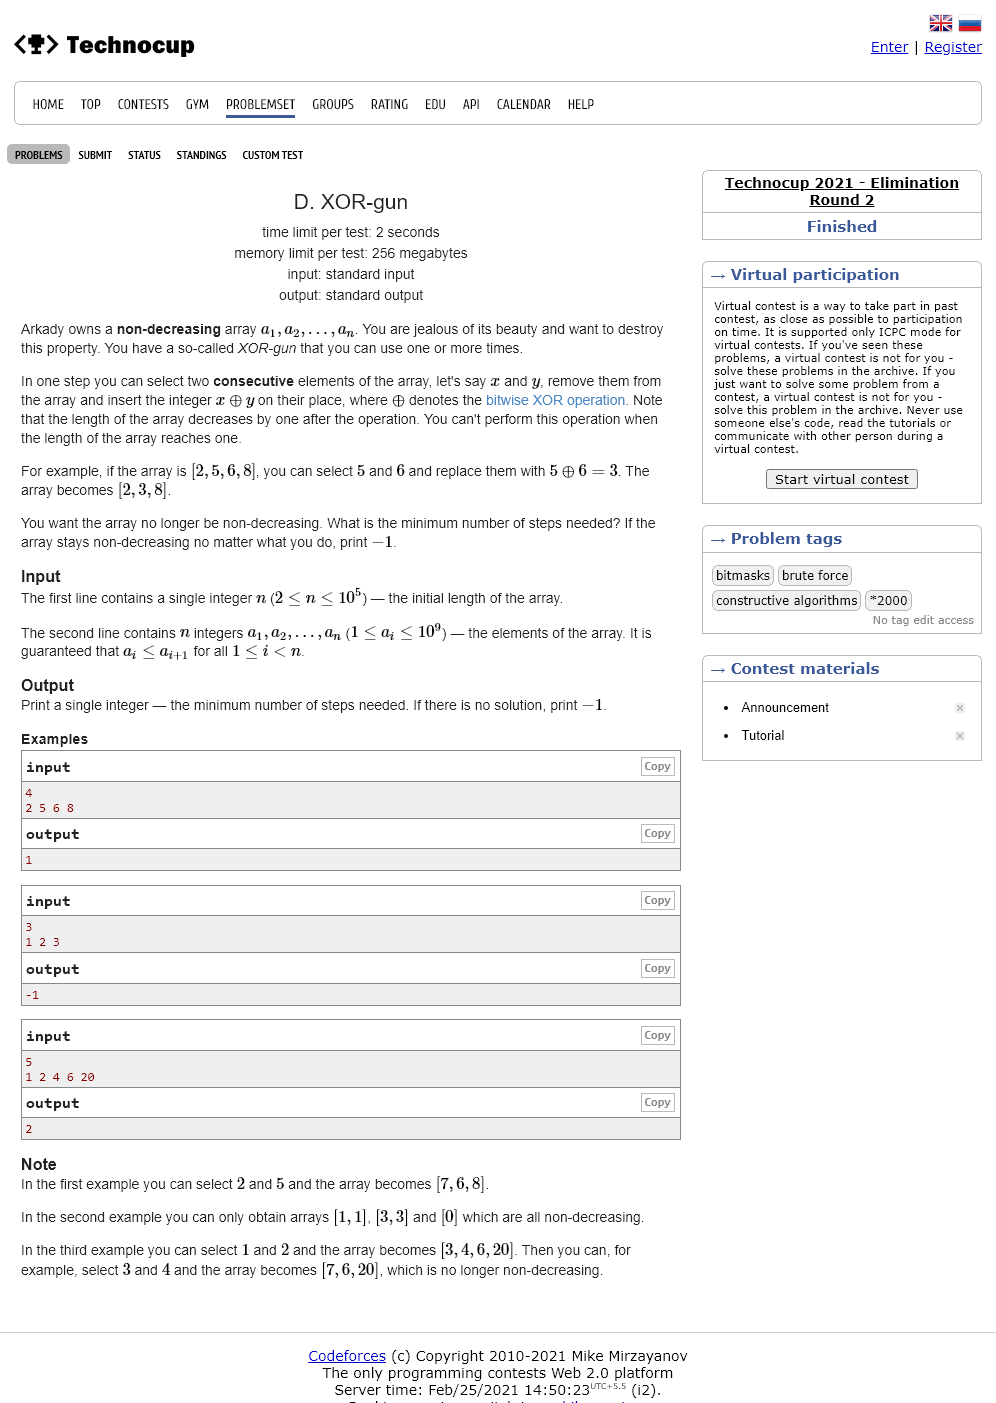 Enter | Register
Technocup
HOME TOP CONTESTS GYM PROBLEMSET GROUPS RATING EDU API CALENDAR HELP
PROBLEMS SUBMIT STATUS STANDINGS CUSTOM TEST
D. XOR-gun
time limit per test: 2 seconds
memory limit per test: 256 megabytes
input: standard input
output: standard output
Arkady owns a non-decreasing array a₁, a₂, …, aₙ. You are jealous of its beauty and want to destroy
this property. You have a so-called XOR-gun that you can use one or more times.
In one step you can select two consecutive elements of the array, let's say x and y, remove them from
the array and insert the integer x ⊕ y on their place, where ⊕ denotes the bitwise XOR operation. Note
that the length of the array decreases by one after the operation. You can't perform this operation when
the length of the array reaches one.
For example, if the array is [2, 5, 6, 8], you can select 5 and 6 and replace them with 5 ⊕ 6 = 3. The
array becomes [2, 3, 8].
You want the array no longer be non-decreasing. What is the minimum number of steps needed? If the
array stays non-decreasing no matter what you do, print −1.
Input
The first line contains a single integer n (2 ≤ n ≤ 10⁵) — the initial length of the array.
The second line contains n integers a₁, a₂, …, aₙ (1 ≤ aᵢ ≤ 10⁹) — the elements of the array. It is
guaranteed that aᵢ ≤ aᵢ₊₁ for all 1 ≤ i < n.
Output
Print a single integer — the minimum number of steps needed. If there is no solution, print −1.
Examples
input Copy
4
2 5 6 8
output Copy
1
input Copy
3
1 2 3
output Copy
-1
input Copy
5
1 2 4 6 20
output Copy
2
Note
In the first example you can select 2 and 5 and the array becomes [7, 6, 8].
In the second example you can only obtain arrays [1, 1], [3, 3] and [0] which are all non-decreasing.
In the third example you can select 1 and 2 and the array becomes [3, 4, 6, 20]. Then you can, for
example, select 3 and 4 and the array becomes [7, 6, 20], which is no longer non-decreasing.
Technocup 2021 - Elimination
Round 2
Finished
→ Virtual participation
Virtual contest is a way to take part in past
contest, as close as possible to participation
on time. It is supported only ICPC mode for
virtual contests. If you've seen these
problems, a virtual contest is not for you -
solve these problems in the archive. If you
just want to solve some problem from a
contest, a virtual contest is not for you -
solve this problem in the archive. Never use
someone else's code, read the tutorials or
communicate with other person during a
virtual contest.
Start virtual contest
→ Problem tags
bitmasks brute force
constructive algorithms *2000
No tag edit access
→ Contest materials
• Announcement
• Tutorial
Codeforces (c) Copyright 2010-2021 Mike Mirzayanov
The only programming contests Web 2.0 platform
Server time: Feb/25/2021 14:50:23 UTC+5.5 (i2).